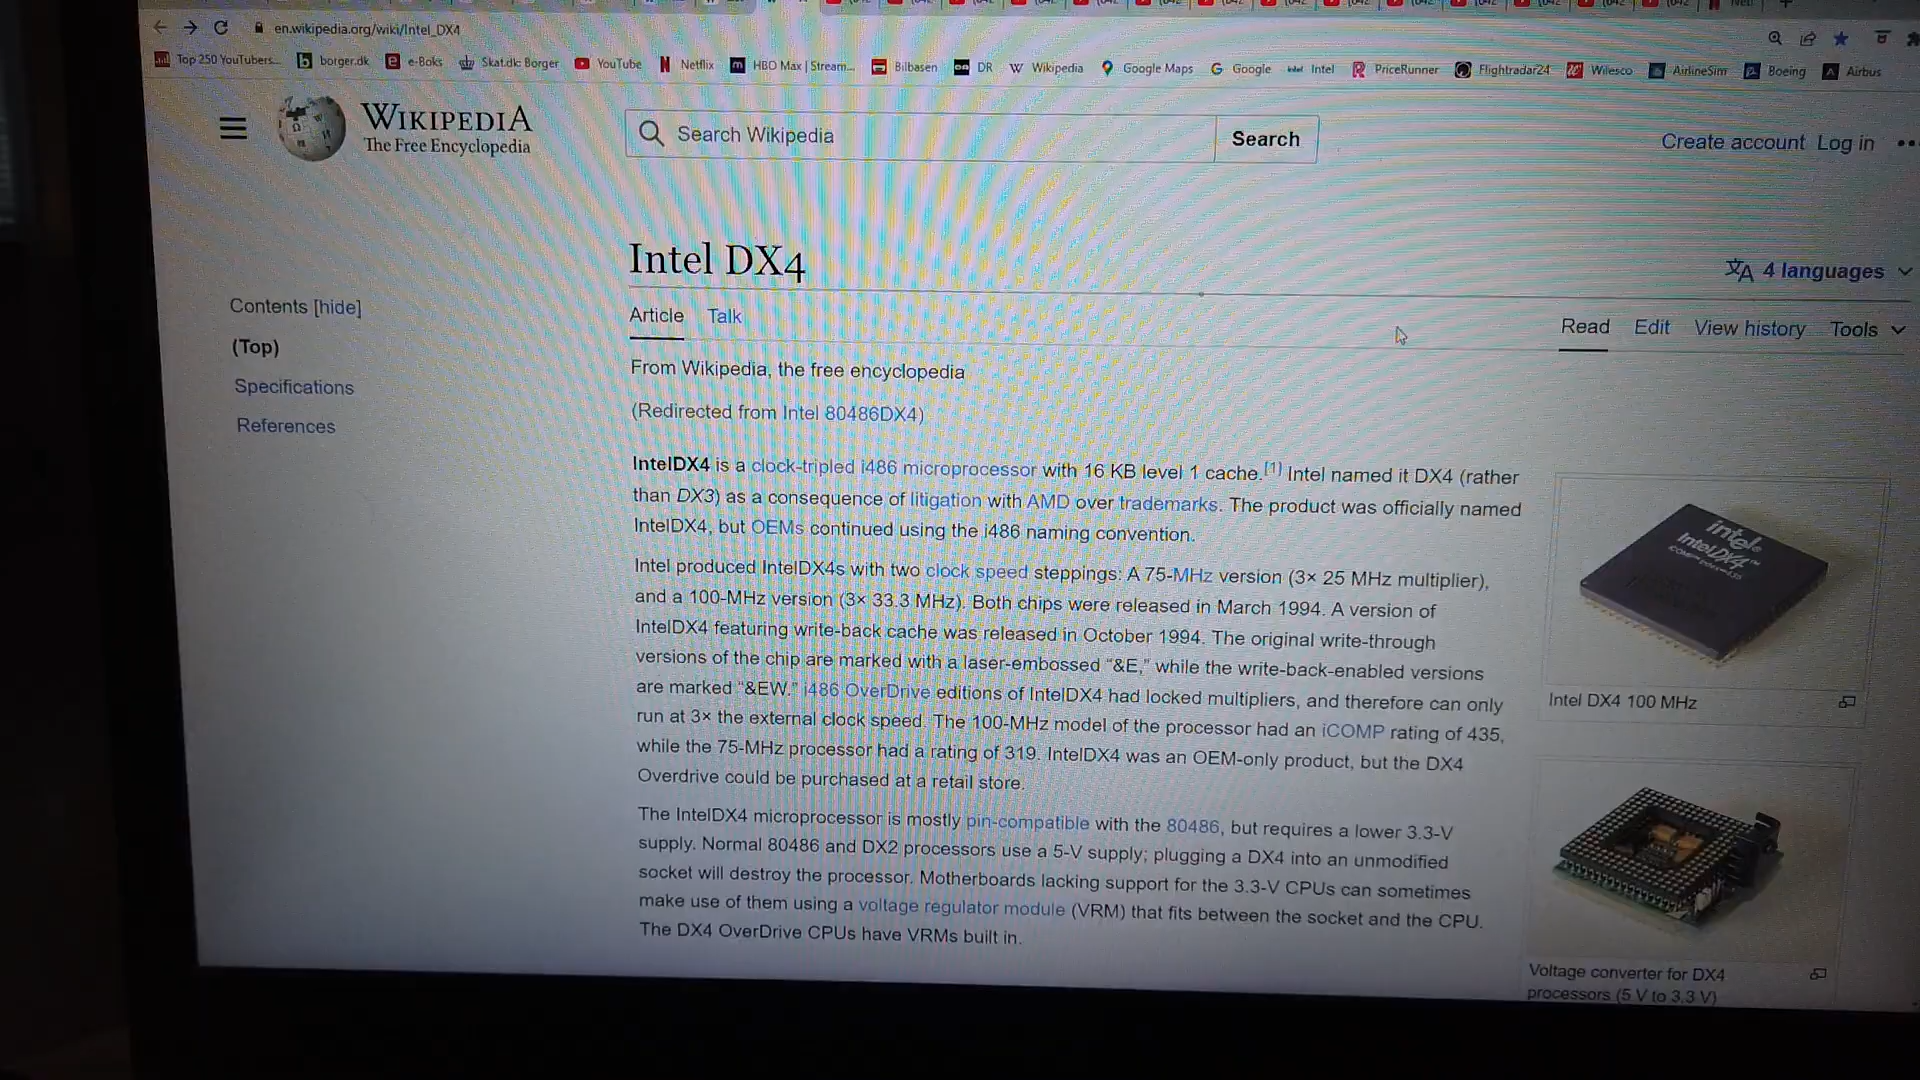 en.wikipedia.org/wiki/Intel_DX4
Top 250 YouTubers... borger.dk e-Boks Skat.dk: Borger YouTube Netflix HBO Max | Stream... Bilbasen DR Wikipedia Google Maps Google Intel PriceRunner Flightradar24 Wilesco AirlineSim Boeing Airbus
WIKIPEDIA
The Free Encyclopedia
Search Wikipedia
Search
Create account Log in
Intel DX4
4 languages
Contents [hide]
(Top)
Specifications
References
Article Talk
Read Edit View history Tools
From Wikipedia, the free encyclopedia
(Redirected from Intel 80486DX4)
IntelDX4 is a clock-tripled i486 microprocessor with 16 KB level 1 cache.[1] Intel named it DX4 (rather
than DX3) as a consequence of litigation with AMD over trademarks. The product was officially named
IntelDX4, but OEMs continued using the i486 naming convention.
Intel produced IntelDX4s with two clock speed steppings: A 75-MHz version (3× 25 MHz multiplier),
and a 100-MHz version (3× 33.3 MHz). Both chips were released in March 1994. A version of
IntelDX4 featuring write-back cache was released in October 1994. The original write-through
versions of the chip are marked with a laser-embossed “&E,” while the write-back-enabled versions
are marked “&EW.” i486 OverDrive editions of IntelDX4 had locked multipliers, and therefore can only
run at 3× the external clock speed. The 100-MHz model of the processor had an iCOMP rating of 435,
while the 75-MHz processor had a rating of 319. IntelDX4 was an OEM-only product, but the DX4
Overdrive could be purchased at a retail store.
The IntelDX4 microprocessor is mostly pin-compatible with the 80486, but requires a lower 3.3-V
supply. Normal 80486 and DX2 processors use a 5-V supply; plugging a DX4 into an unmodified
socket will destroy the processor. Motherboards lacking support for the 3.3-V CPUs can sometimes
make use of them using a voltage regulator module (VRM) that fits between the socket and the CPU.
The DX4 OverDrive CPUs have VRMs built in.
intel®
IntelDX4™
Intel DX4 100 MHz
Voltage converter for DX4
processors (5 V to 3.3 V)